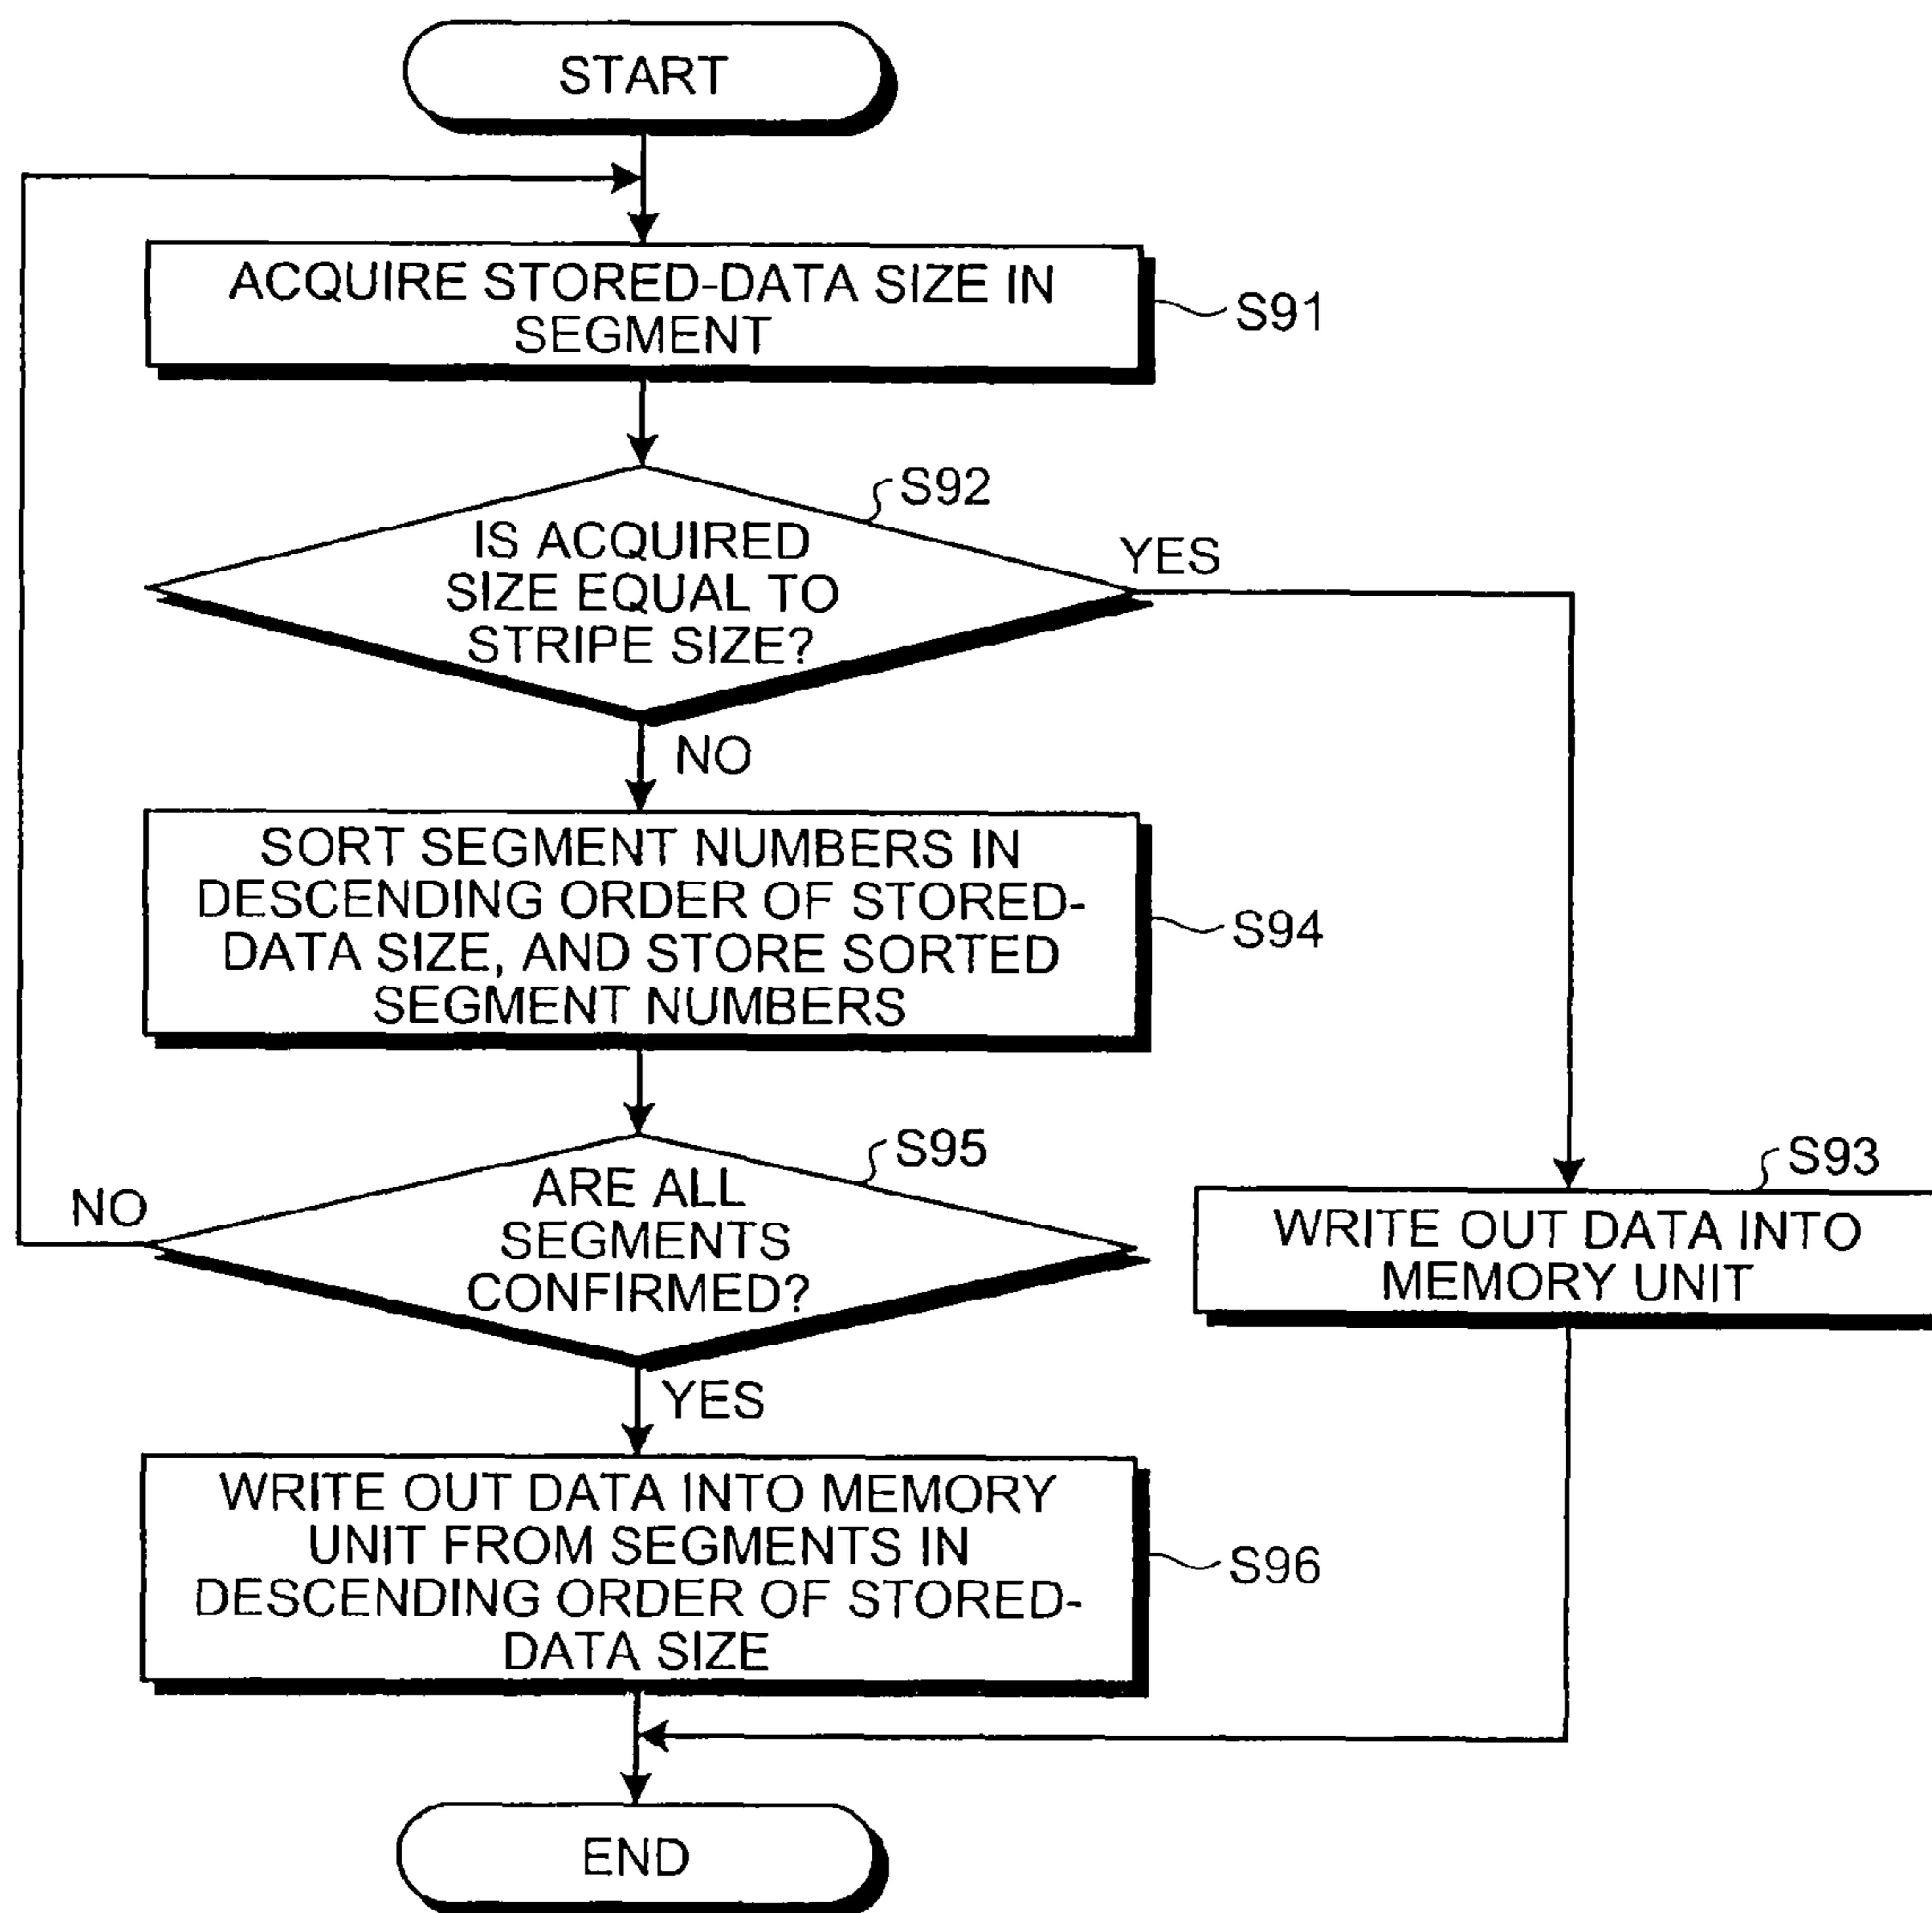 START
ACQUIRE STORED-DATA SIZE IN
SEGMENT
S91
S92
IS ACQUIRED
SIZE EQUAL TO
STRIPE SIZE?
YES
NO
SORT SEGMENT NUMBERS IN
DESCENDING ORDER OF STORED-
DATA SIZE, AND STORE SORTED
SEGMENT NUMBERS
S94
S95
ARE ALL
SEGMENTS
CONFIRMED?
NO
YES
S93
WRITE OUT DATA INTO
MEMORY UNIT
WRITE OUT DATA INTO MEMORY
UNIT FROM SEGMENTS IN
DESCENDING ORDER OF STORED-
DATA SIZE
S96
END